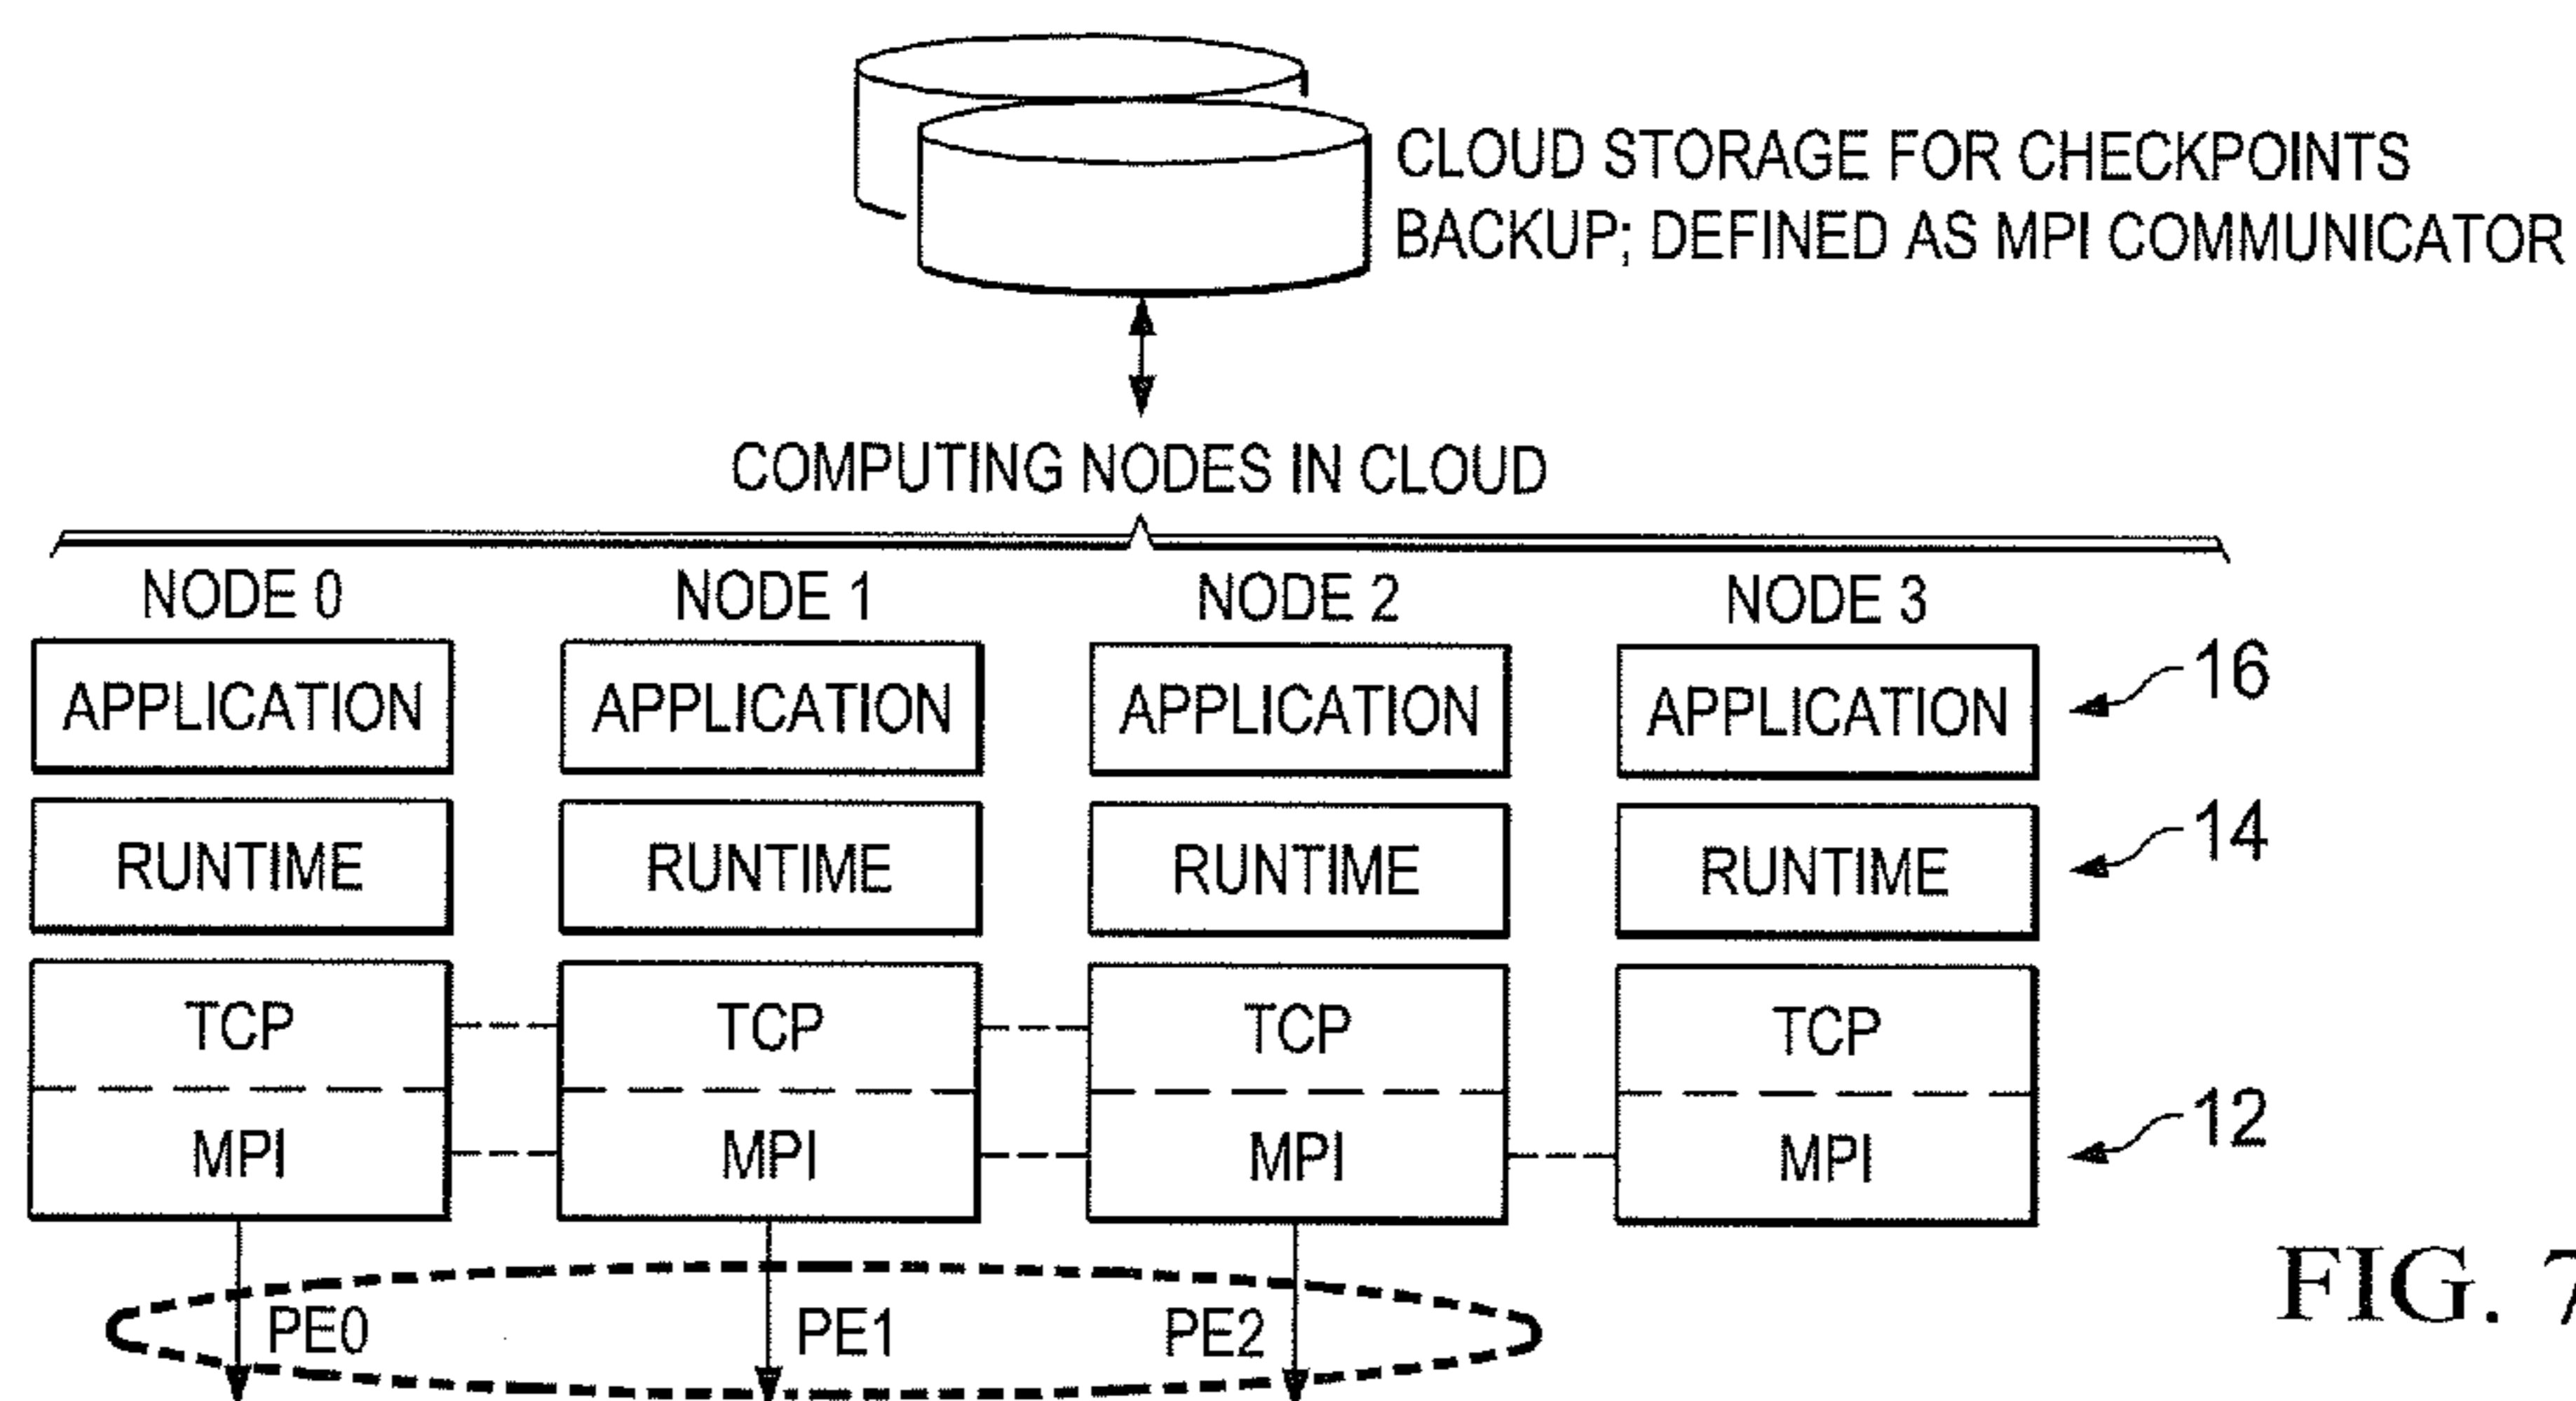 CLOUD STORAGE FOR CHECKPOINTS
BACKUP; DEFINED AS MPI COMMUNICATOR
COMPUTING NODES IN CLOUD
NODE 0 NODE 1 NODE 2 NODE 3
APPLICATION APPLICATION APPLICATION APPLICATION 16
RUNTIME RUNTIME RUNTIME RUNTIME 14
TCP TCP TCP TCP
MPI MPI MPI MPI 12
PE0 PE1 PE2
FIG. 7